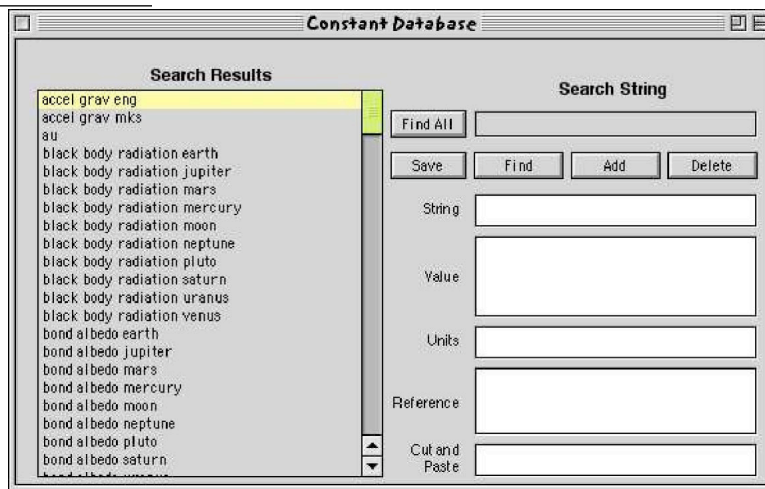 Constant Database
Search Results
accel grav eng
accel grav mks
au
black body radiation earth
black body radiation jupiter
black body radiation mars
black body radiation mercury
black body radiation moon
black body radiation neptune
black body radiation pluto
black body radiation saturn
black body radiation uranus
black body radiation venus
bond albedo earth
bond albedo jupiter
bond albedo mars
bond albedo mercury
bond albedo moon
bond albedo neptune
bond albedo pluto
bond albedo saturn
Search String
Find All
Save Find Add Delete
String
Value
Units
Reference
Cut and
Paste